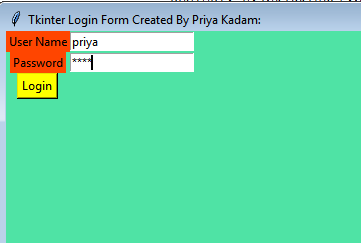 Tkinter Login Form Created By Priya Kadam:
User Name priya
Password ****
Login